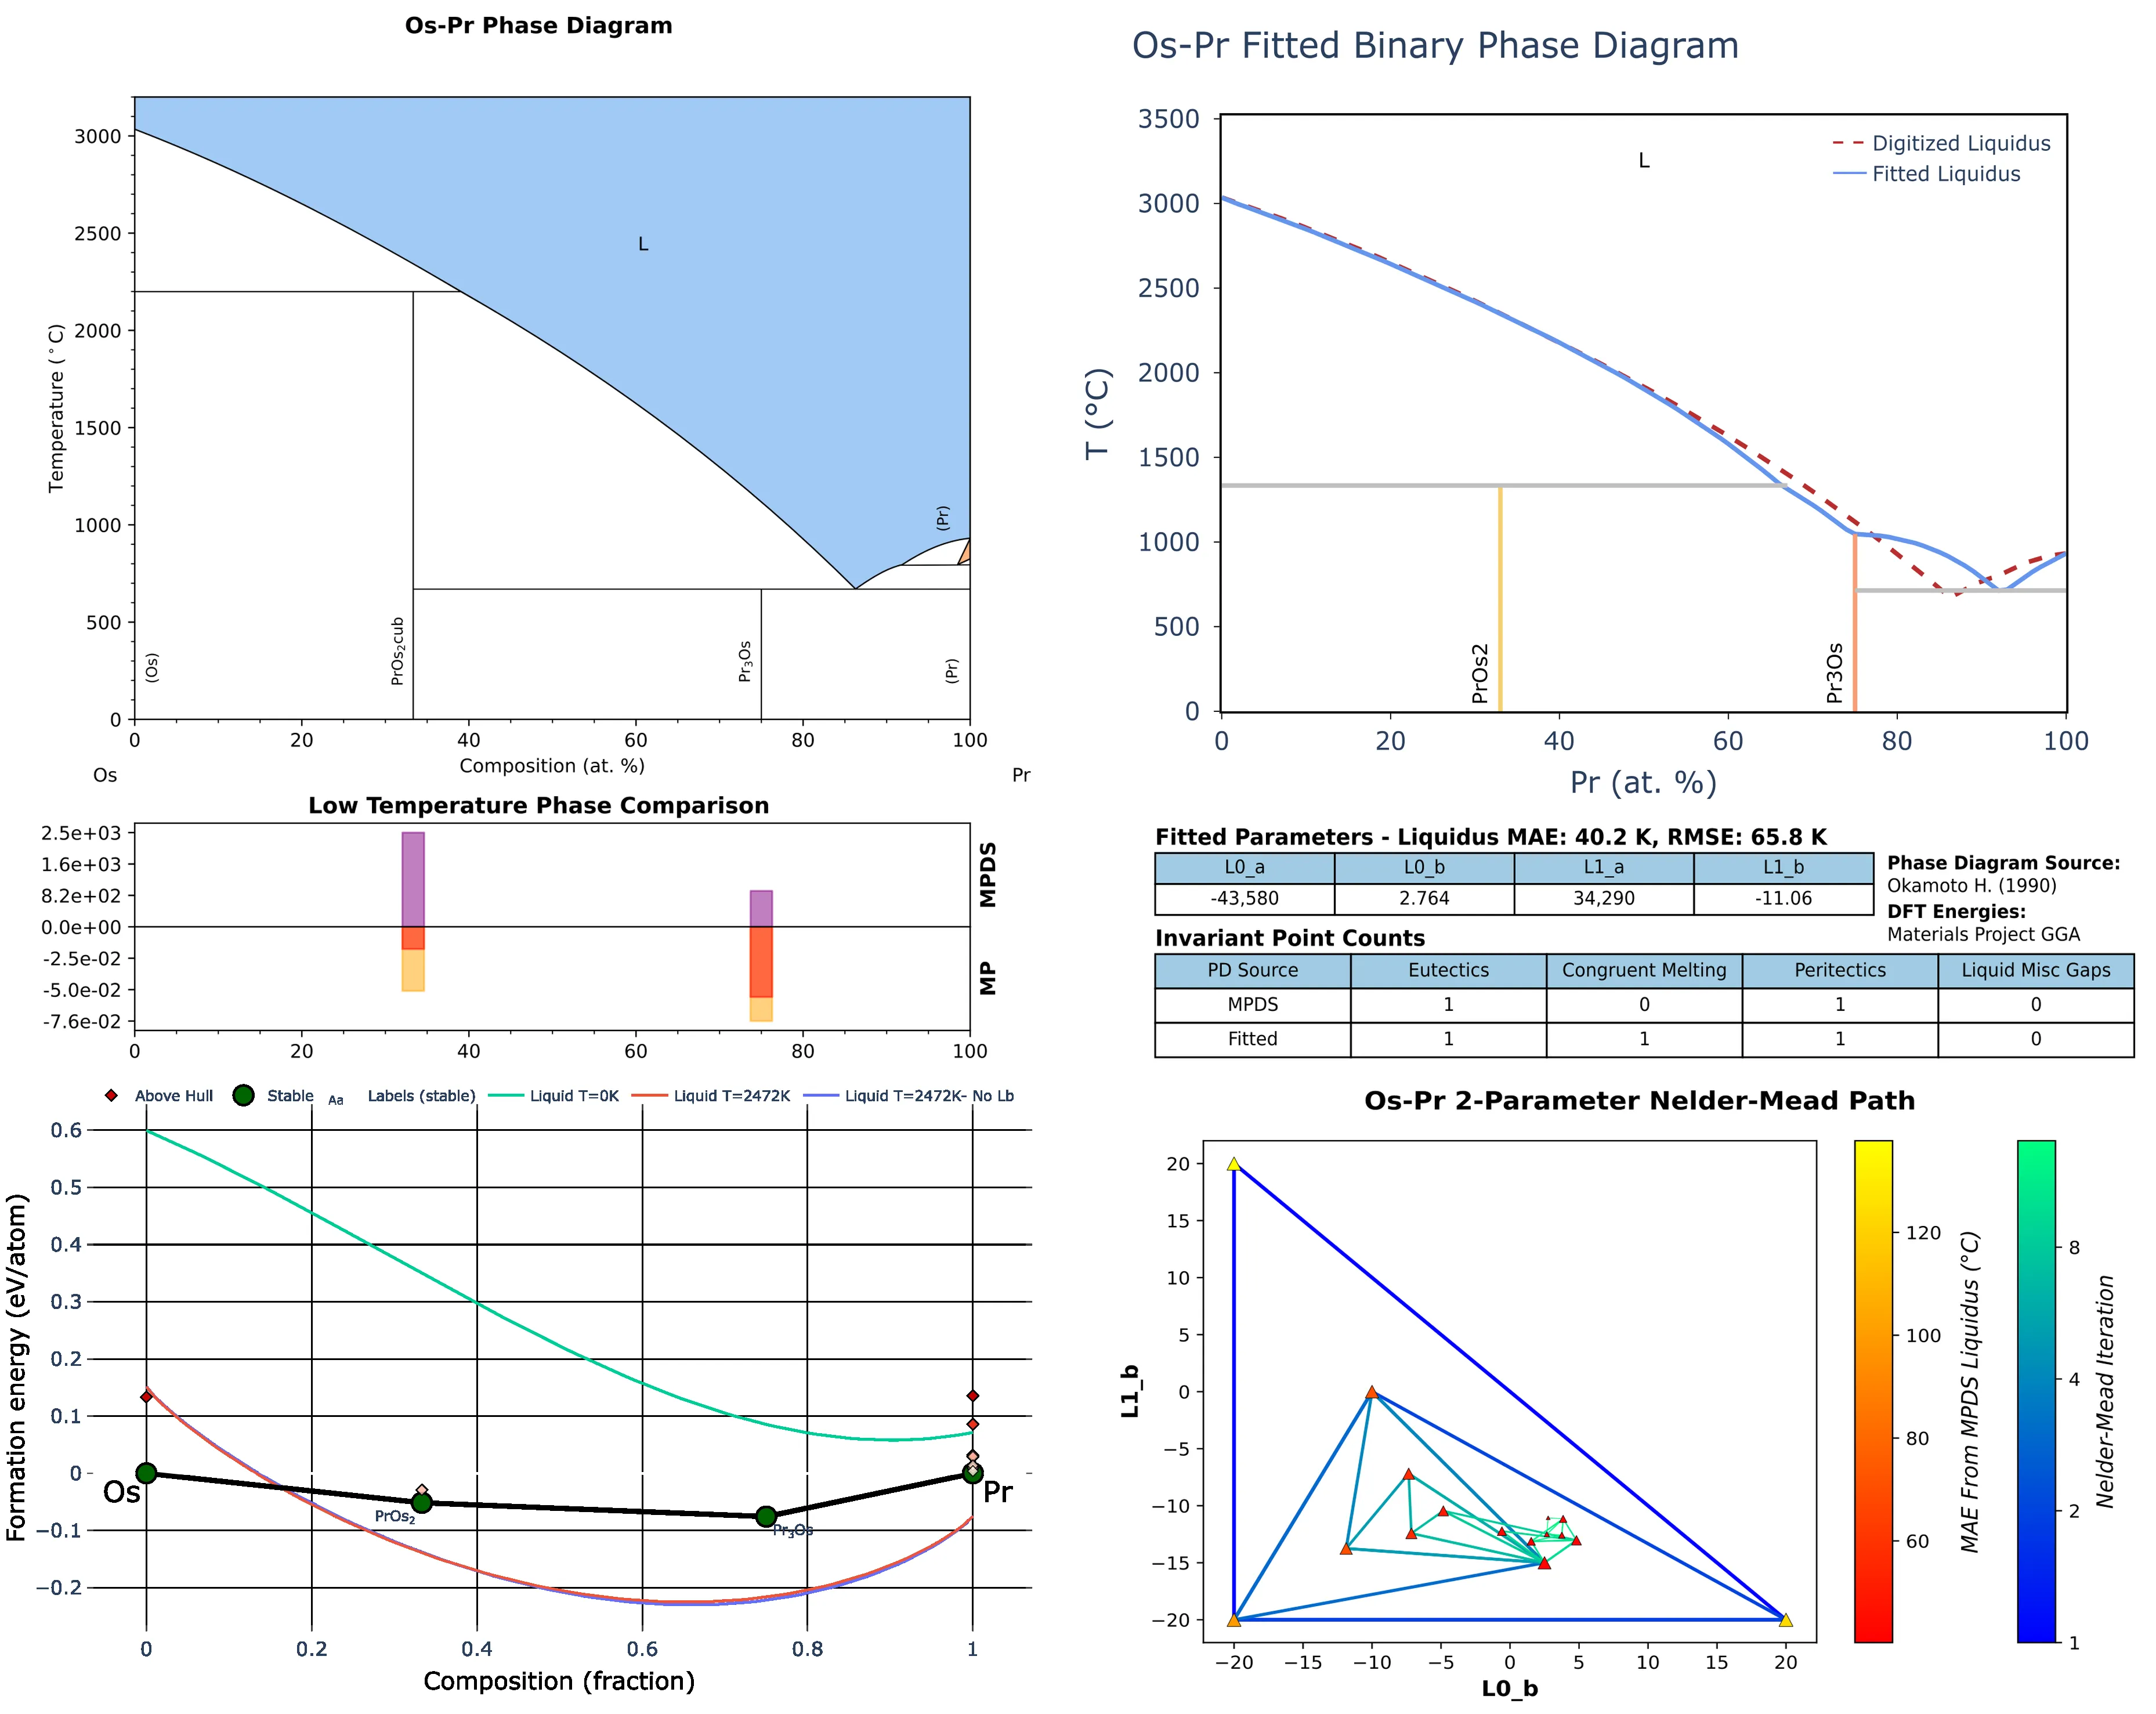 Os-Pr Phase Diagram
3000
2500
2000
1500
1000
500
0
Temperature (°C)
L
(Pr)
(Os)
PrOs₂cub
Pr₃Os
(Pr)
0 20 40 60 80 100
Composition (at. %)
Os Pr
Os-Pr Fitted Binary Phase Diagram
3500
3000
2500
2000
1500
1000
500
0
T (°C)
L
Digitized Liquidus
Fitted Liquidus
PrOs2
Pr3Os
0 20 40 60 80 100
Pr (at. %)
Low Temperature Phase Comparison
2.5e+03
1.6e+03
8.2e+02
0.0e+00
-2.5e-02
-5.0e-02
-7.6e-02
MPDS
MP
0 20 40 60 80 100
Fitted Parameters - Liquidus MAE: 40.2 K, RMSE: 65.8 K
L0_a L0_b L1_a L1_b
-43,580 2.764 34,290 -11.06
Phase Diagram Source:
Okamoto H. (1990)
DFT Energies:
Materials Project GGA
Invariant Point Counts
PD Source Eutectics Congruent Melting Peritectics Liquid Misc Gaps
MPDS 1 0 1 0
Fitted 1 1 1 0
Above Hull Stable Aa Labels (stable) Liquid T=0K Liquid T=2472K Liquid T=2472K- No Lb
0.6
0.5
0.4
0.3
0.2
0.1
0
−0.1
−0.2
Formation energy (eV/atom)
Os
PrOs₂
Pr₃Os
Pr
0 0.2 0.4 0.6 0.8 1
Composition (fraction)
Os-Pr 2-Parameter Nelder-Mead Path
20
15
10
5
0
−5
−10
−15
−20
L1_b
−20 −15 −10 −5 0 5 10 15 20
L0_b
120
100
80
60
MAE From MPDS Liquidus (°C)
8
4
2
1
Nelder-Mead Iteration